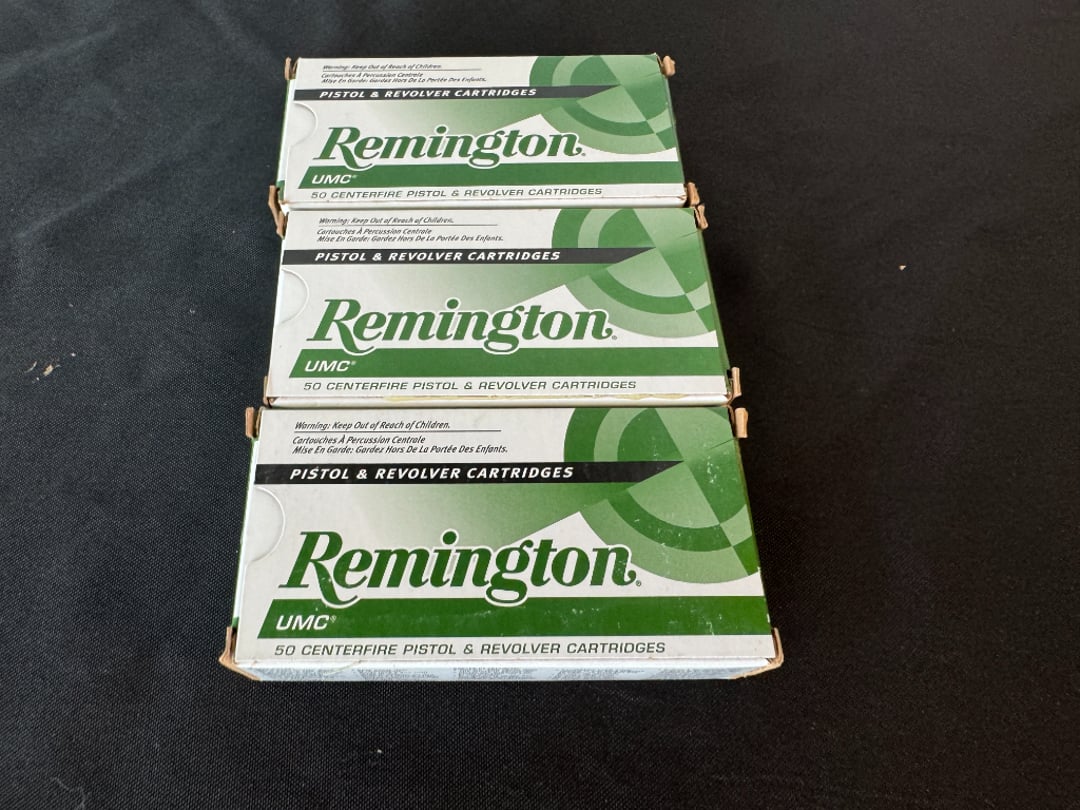 Warning: Keep Out of Reach of Children.
Cartouches À Percussion Centrale
Mise En Garde: Gardez Hors De La Portée Des Enfants.
PISTOL & REVOLVER CARTRIDGES
Remington®
UMC®
50 CENTERFIRE PISTOL & REVOLVER CARTRIDGES
Warning: Keep Out of Reach of Children.
Cartouches À Percussion Centrale
Mise En Garde: Gardez Hors De La Portée Des Enfants.
PISTOL & REVOLVER CARTRIDGES
Remington®
UMC®
50 CENTERFIRE PISTOL & REVOLVER CARTRIDGES
Warning: Keep Out of Reach of Children.
Cartouches À Percussion Centrale
Mise En Garde: Gardez Hors De La Portée Des Enfants.
PISTOL & REVOLVER CARTRIDGES
Remington®
UMC®
50 CENTERFIRE PISTOL & REVOLVER CARTRIDGES